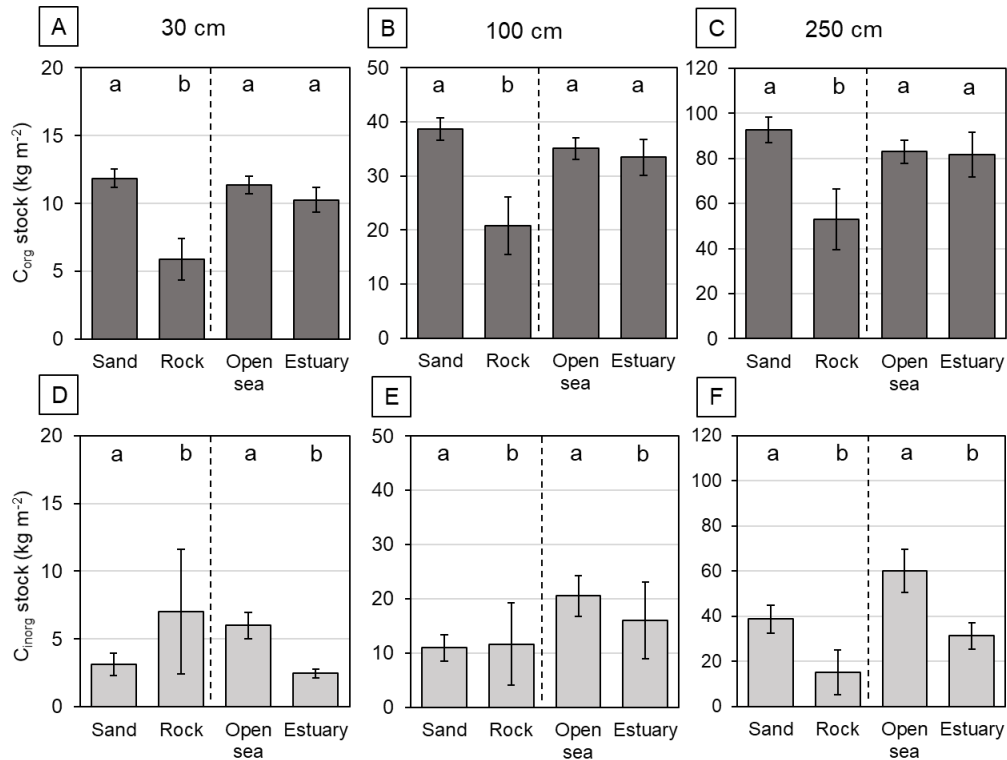 A 30 cm
B 100 cm
C 250 cm
C_org stock (kg m⁻²)
20
15
10
5
0
a b a a
Sand Rock Open sea Estuary
50
40
30
20
10
0
a b a a
Sand Rock Open sea Estuary
120
100
80
60
40
20
0
a b a a
Sand Rock Open sea Estuary
D
C_inorg stock (kg m⁻²)
20
15
10
5
0
a b a b
Sand Rock Open sea Estuary
E
50
40
30
20
10
0
a b a b
Sand Rock Open sea Estuary
F
120
100
80
60
40
20
0
a b a b
Sand Rock Open sea Estuary